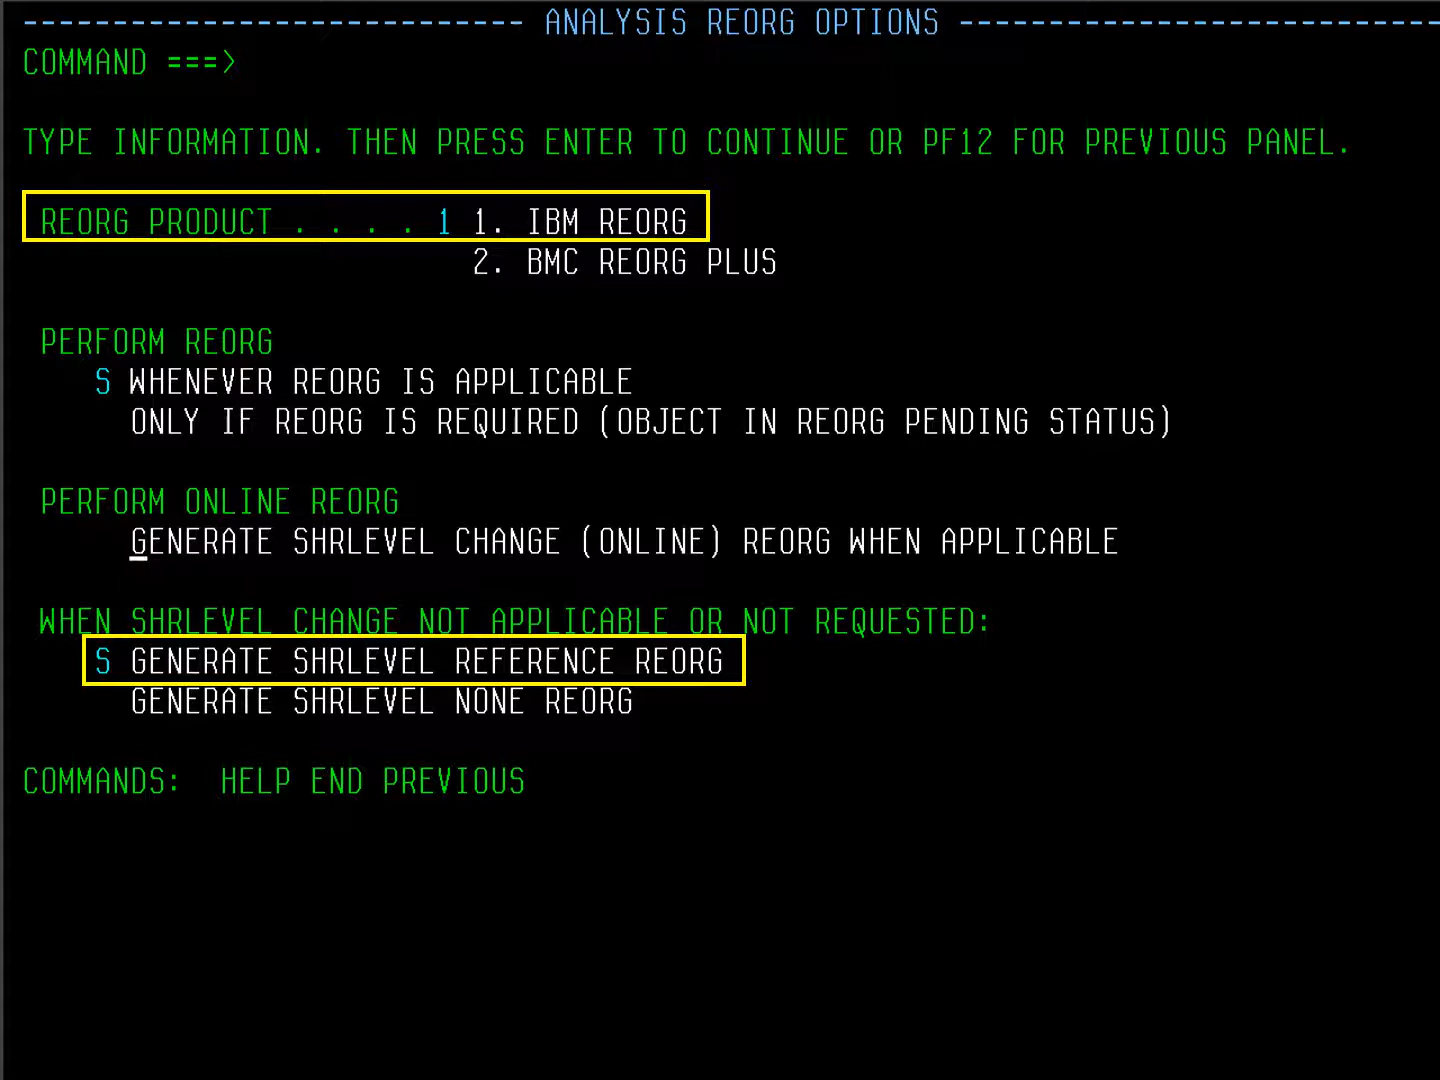 ---------------------------- ANALYSIS REORG OPTIONS ---------------------------
COMMAND ===>
TYPE INFORMATION. THEN PRESS ENTER TO CONTINUE OR PF12 FOR PREVIOUS PANEL.
REORG PRODUCT . . . . 1 1. IBM REORG
2. BMC REORG PLUS
PERFORM REORG
S WHENEVER REORG IS APPLICABLE
ONLY IF REORG IS REQUIRED (OBJECT IN REORG PENDING STATUS)
PERFORM ONLINE REORG
GENERATE SHRLEVEL CHANGE (ONLINE) REORG WHEN APPLICABLE
WHEN SHRLEVEL CHANGE NOT APPLICABLE OR NOT REQUESTED:
S GENERATE SHRLEVEL REFERENCE REORG
GENERATE SHRLEVEL NONE REORG
COMMANDS: HELP END PREVIOUS